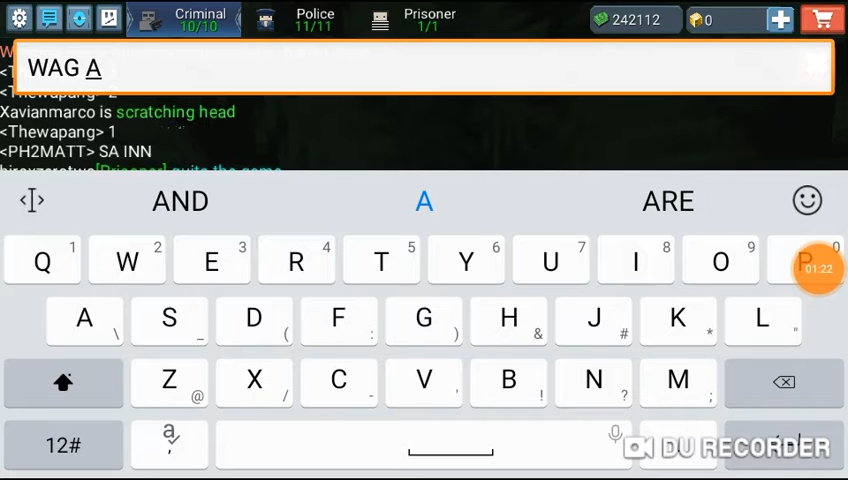 Criminal Police Prisoner
10/10 11/11 1/1 242112 0
WAG A
Xavianmarco is scratching head
<Thewapang> 1
<PH2MATT> SA INN
AND A ARE
Q 1 W 2 E 3 R 4 T 5 Y 6 U 7 I 8 O 9 P 0
01:22
A \ S _ D ( F : G ) H & J # K * L "
Z @ X / C - V ' B ! N ? M ;
12# a ,
DU RECORDER